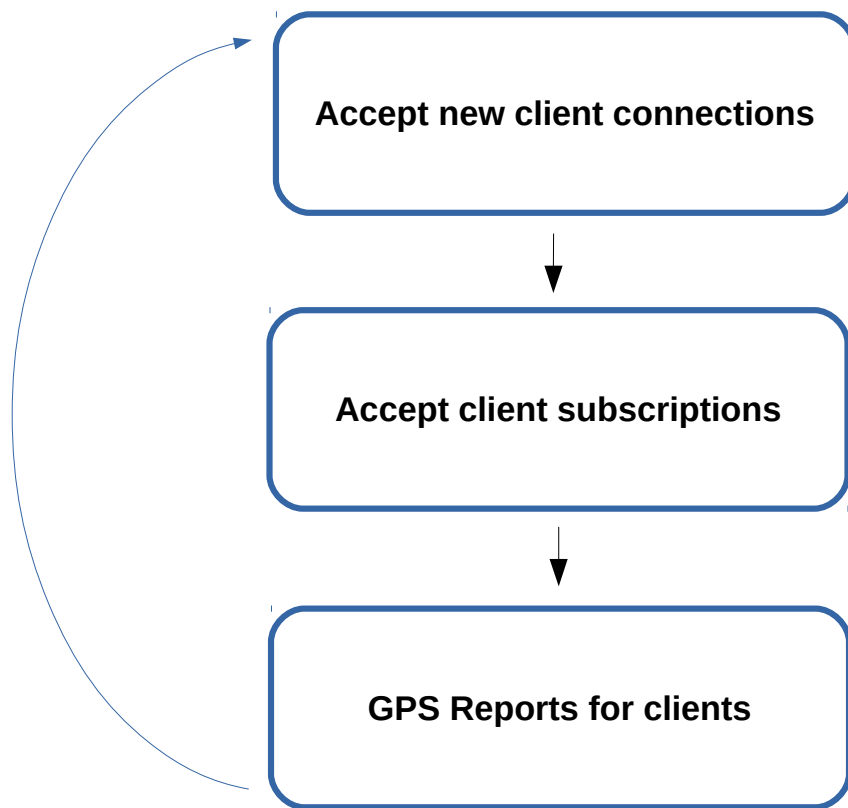 Accept new client connections
Accept client subscriptions
GPS Reports for clients